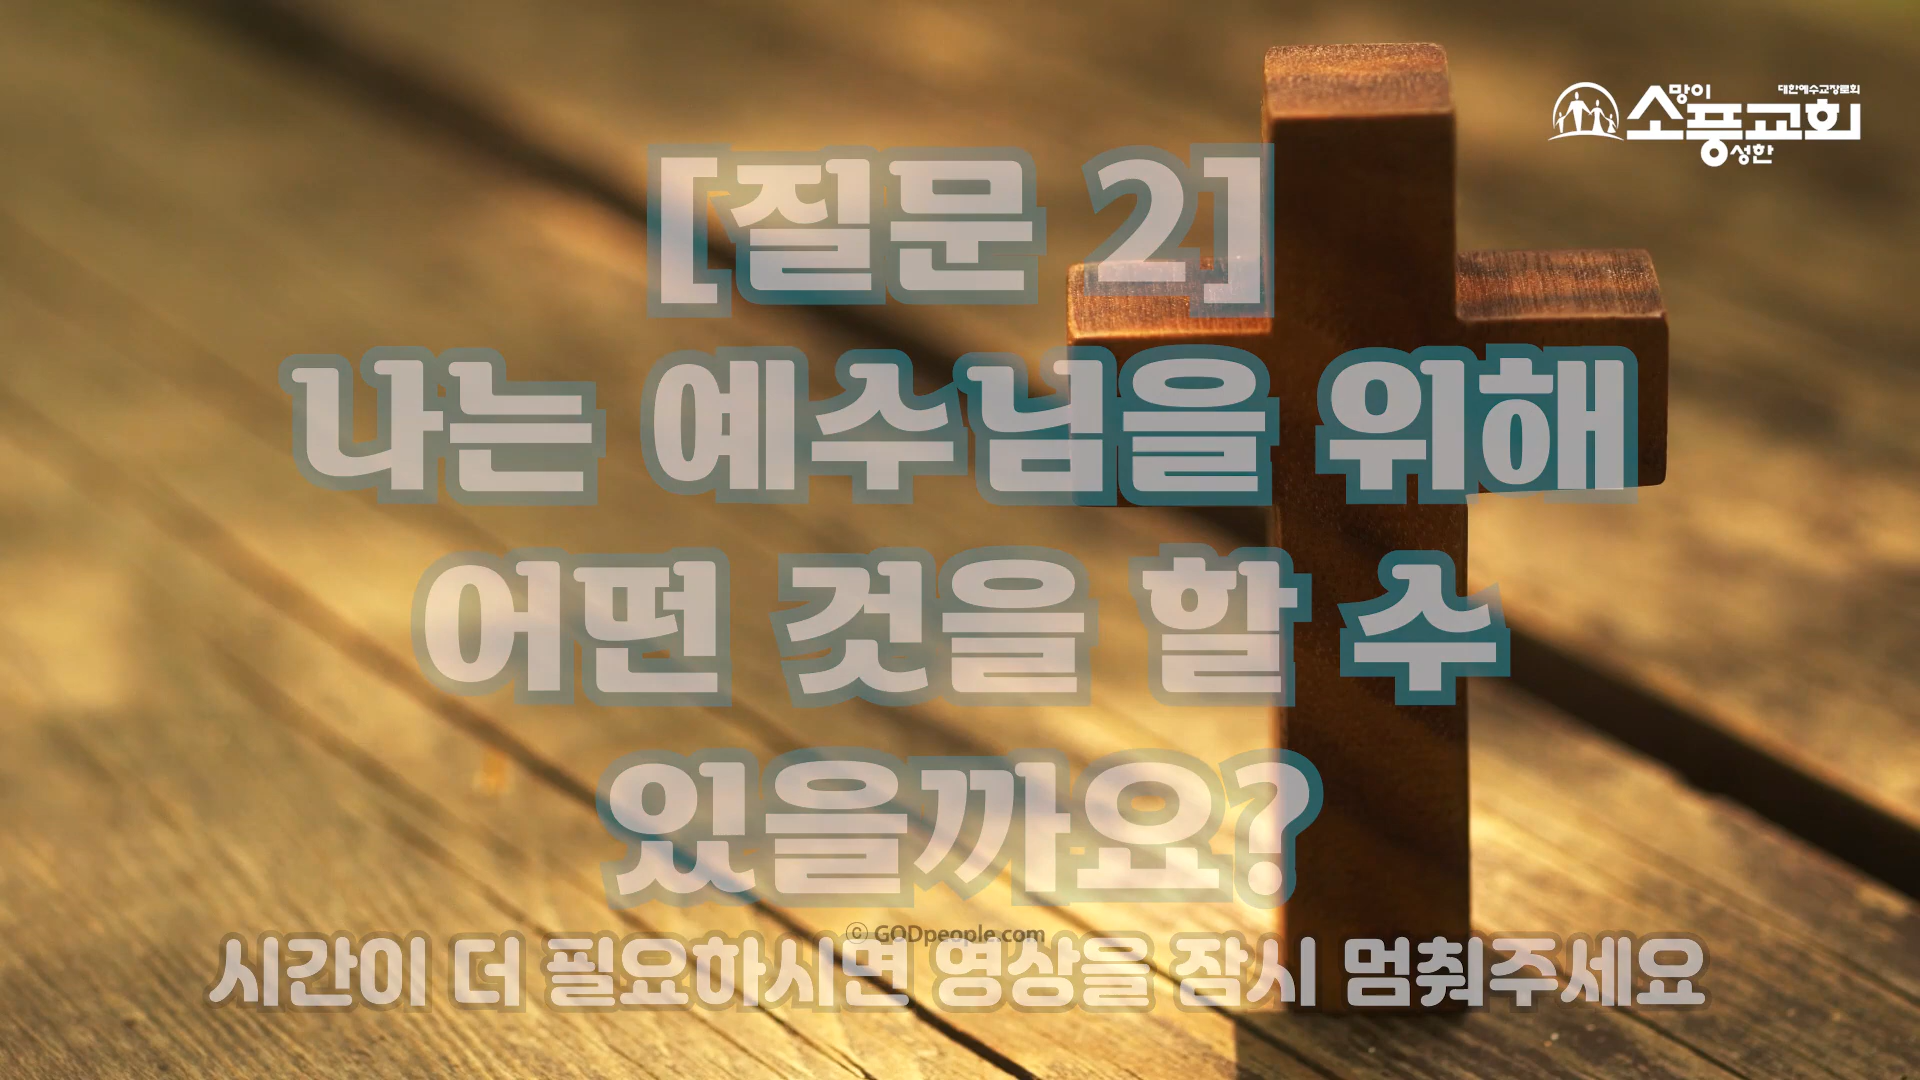 대한예수교장로회
소망이
풍성한
소풍교회
[질문 2]
나는 예수님을 위해
어떤 것을 할 수
있을까요?
ⓒ GODpeople.com
시간이 더 필요하시면 영상을 잠시 멈춰주세요